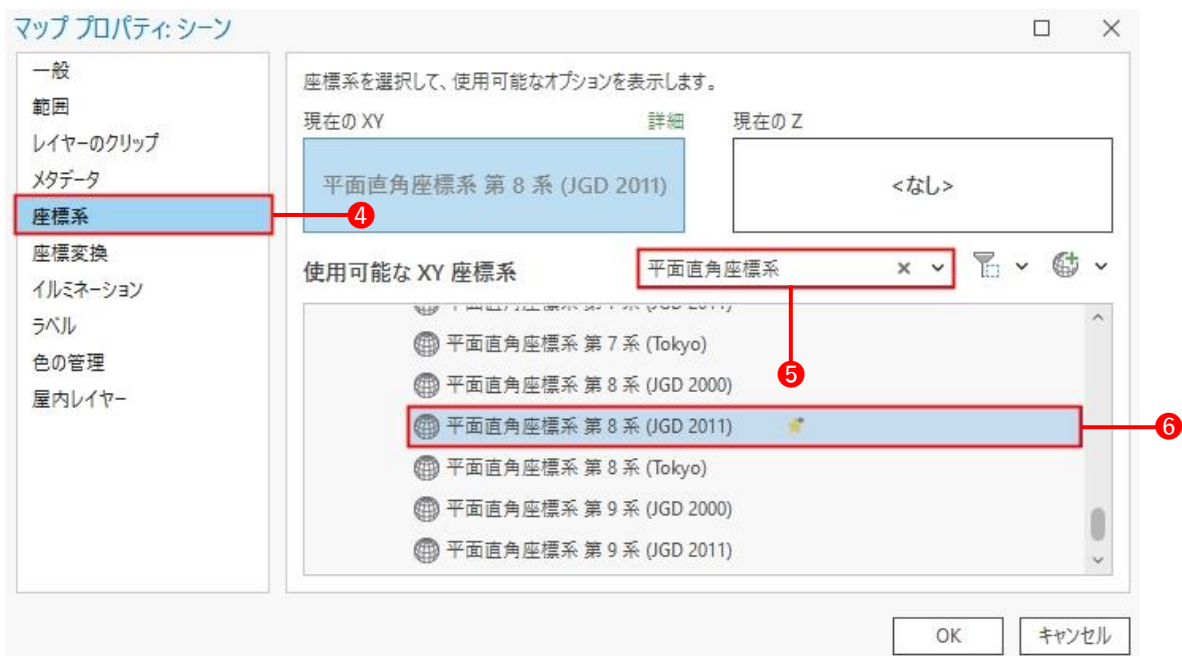 マップ プロパティ: シーン
一般
範囲
レイヤーのクリップ
メタデータ
座標系
座標変換
イルミネーション
ラベル
色の管理
屋内レイヤー
4
座標系を選択して、使用可能なオプションを表示します。
現在の XY 詳細 現在の Z
平面直角座標系 第 8 系 (JGD 2011) <なし>
使用可能な XY 座標系 平面直角座標系
5
平面直角座標系 第 7 系 (Tokyo)
平面直角座標系 第 8 系 (JGD 2000)
平面直角座標系 第 8 系 (JGD 2011)
6
平面直角座標系 第 8 系 (Tokyo)
平面直角座標系 第 9 系 (JGD 2000)
平面直角座標系 第 9 系 (JGD 2011)
OK キャンセル